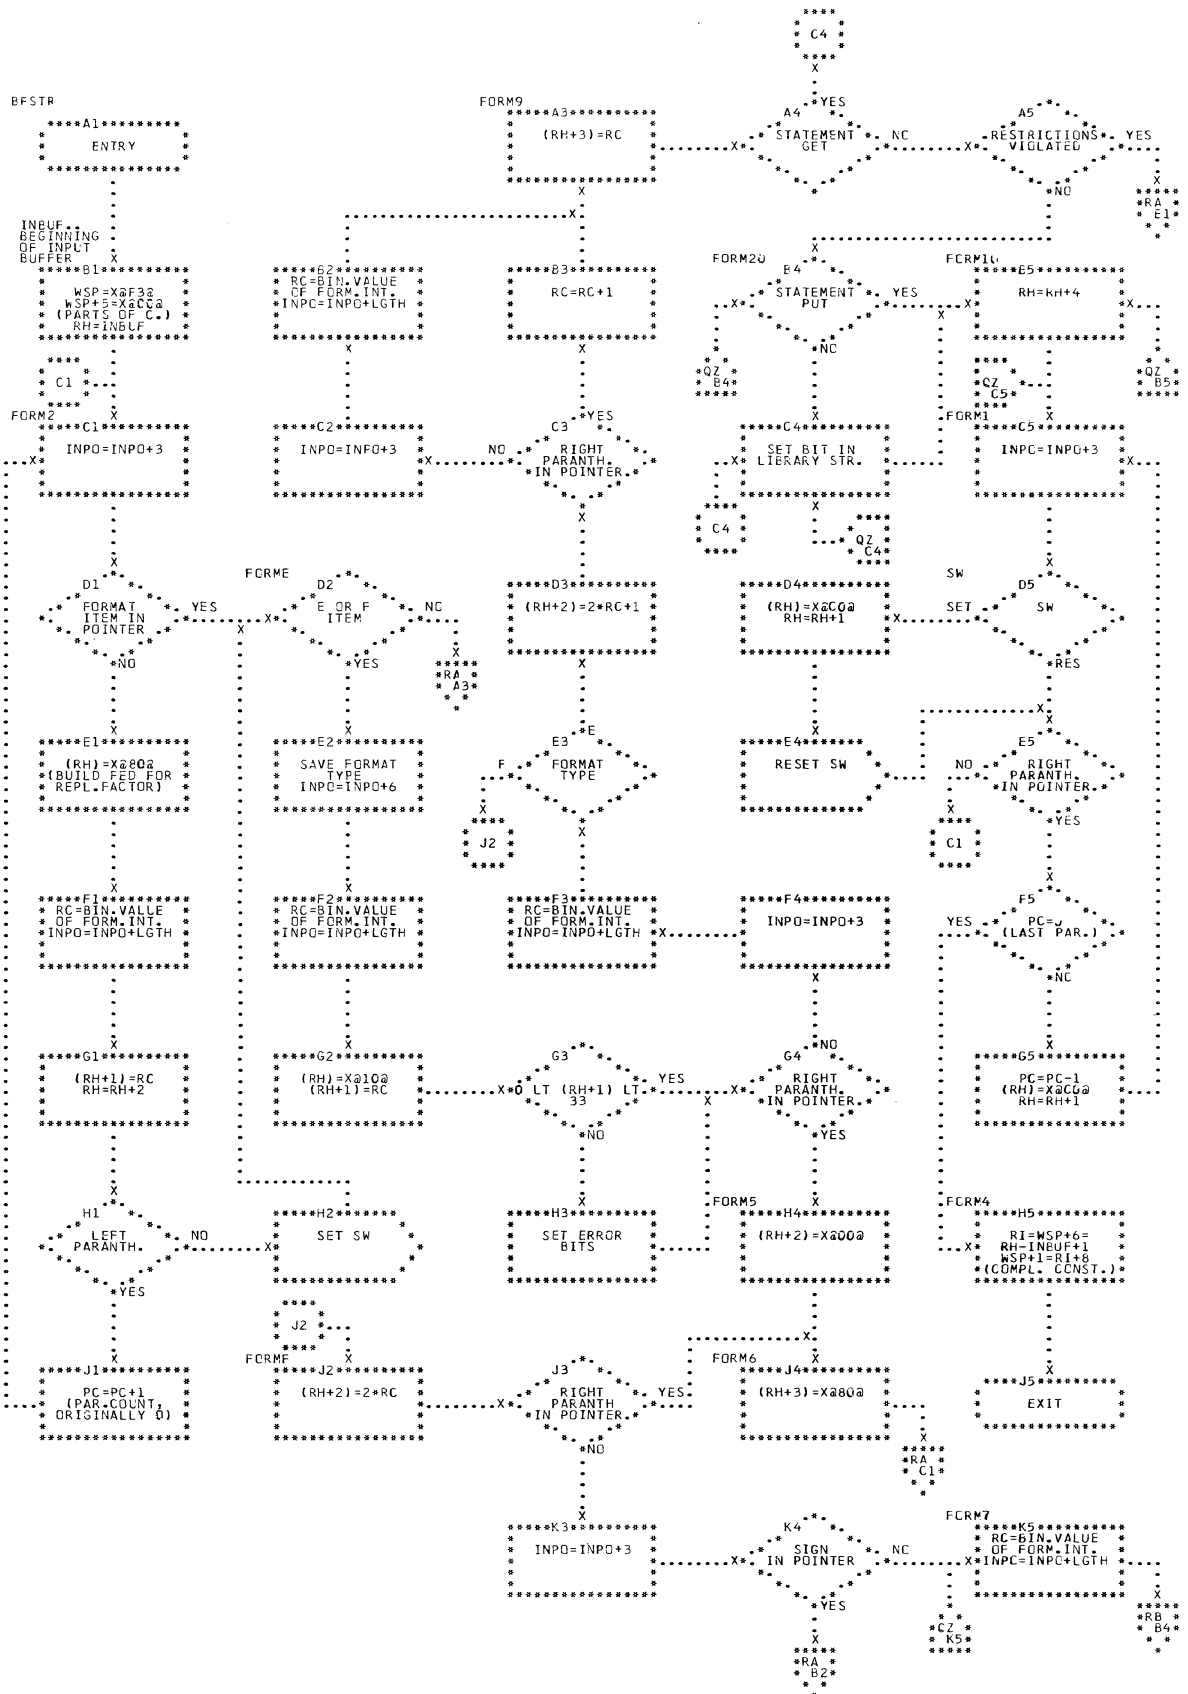 C4
BFSTR
FORM9
A1
ENTRY
A3
(RH+3)=RC
YES
A4
STATEMENT
GET
NC
A5
RESTRICTIONS
VIOLATED
YES
NO
RA
E1
INBUF..
BEGINNING
OF INPUT
BUFFER
B1
WSP=X@F3@
WSP+5=X@C0@
(PARTS OF C.)
RH=INBUF
B2
RC=BIN.VALUE
OF FORM.INT.
INPC=INPO+LGTH
B3
RC=RC+1
FORM20
B4
STATEMENT
PUT
YES
NC
QZ
B4
FCRM10
E5
RH=RH+4
QZ
B5
C1
QZ
C5
FORM2
C1
INPO=INPO+3
C2
INPO=INPO+3
YES
C3
RIGHT
PARANTH.
IN POINTER.
NO
C4
SET BIT IN
LIBRARY STR.
C4
QZ
C4
FORM1
C5
INPC=INPO+3
D1
FORMAT
ITEM IN
POINTER
YES
NO
FCRME
D2
E OR F
ITEM
NC
YES
RA
A3
D3
(RH+2)=2*RC+1
D4
(RH)=X@C0@
RH=RH+1
SW
D5
SW
SET
RES
E1
(RH)=X@80@
(BUILD FED FOR
REPL.FACTOR)
E2
SAVE FORMAT
TYPE
INPO=INPO+6
E
E3
FORMAT
TYPE
F
J2
E4
RESET SW
E5
RIGHT
PARANTH.
IN POINTER.
NO
YES
C1
F1
RC=BIN.VALUE
OF FORM.INT.
INPO=INPO+LGTH
F2
RC=BIN.VALUE
OF FORM.INT.
INPO=INPO+LGTH
F3
RC=BIN.VALUE
OF FORM.INT.
INPO=INPO+LGTH
F4
INPO=INPO+3
F5
(LAST PAR.)
YES
NC
G1
(RH+1)=RC
RH=RH+2
G2
(RH)=X@10@
(RH+1)=RC
G3
0 LT (RH+1) LT
33
YES
NO
NO
G4
RIGHT
PARANTH.
IN POINTER.
YES
G5
PC=PC-1
(RH)=X@C0@
RH=RH+1
H1
LEFT
PARANTH.
NO
YES
H2
SET SW
H3
SET ERROR
BITS
FORM5
H4
(RH+2)=X@00@
FCRM4
H5
RI=WSP+6=
RH-INBUF+1
WSP+1=RI+8
(COMPL. CONST.)
J2
J1
PC=PC+1
(PAR.COUNT,
ORIGINALLY 0)
FORMF
J2
(RH+2)=2*RC
J3
RIGHT
PARANTH
IN POINTER.
YES
NO
FORM6
J4
(RH+3)=X@80@
RA
C1
J5
EXIT
K3
INPO=INPO+3
K4
SIGN
IN POINTER
NC
YES
RA
B2
FCRM7
K5
RC=BIN.VALUE
OF FORM.INT.
INPC=INPO+LGTH
CZ
K5
RB
B4